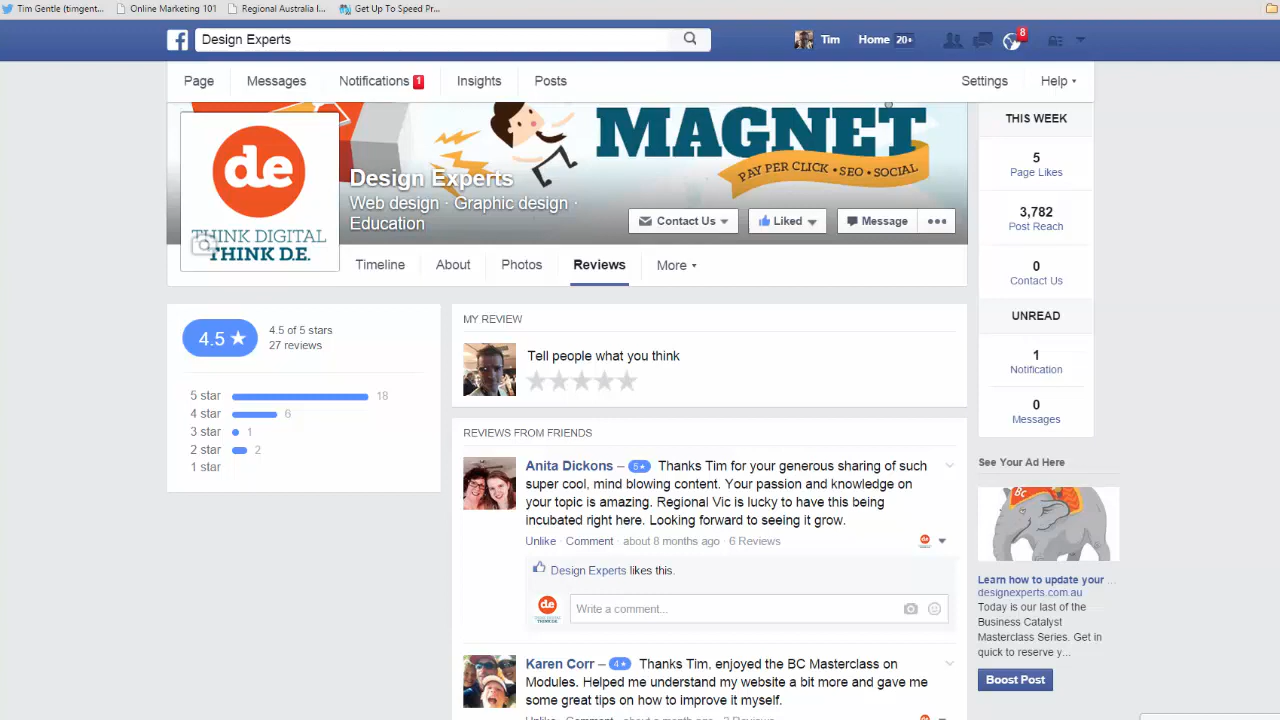 Tim Gentle (timgent... Online Marketing 101 Regional Australia I... Get Up To Speed Pr...
Design Experts
Tim Home 20+ 8
Page Messages Notifications 1 Insights Posts Settings Help
MAGNET
PAY PER CLICK • SEO • SOCIAL
de
THINK DIGITAL
THINK D.E.
Design Experts
Web design · Graphic design ·
Education
Contact Us Liked Message
Timeline About Photos Reviews More
THIS WEEK
5
Page Likes
3,782
Post Reach
0
Contact Us
UNREAD
1
Notification
0
Messages
4.5 ★
4.5 of 5 stars
27 reviews
5 star 18
4 star 6
3 star 1
2 star 2
1 star
MY REVIEW
Tell people what you think
REVIEWS FROM FRIENDS
Anita Dickons – 5★ Thanks Tim for your generous sharing of such
super cool, mind blowing content. Your passion and knowledge on
your topic is amazing. Regional Vic is lucky to have this being
incubated right here. Looking forward to seeing it grow.
Unlike · Comment · about 8 months ago · 6 Reviews
Design Experts likes this.
Write a comment...
Karen Corr – 4★ Thanks Tim, enjoyed the BC Masterclass on
Modules. Helped me understand my website a bit more and gave me
some great tips on how to improve it myself.
See Your Ad Here
BC
Learn how to update your ...
designexperts.com.au
Today is our last of the
Business Catalyst
Masterclass Series. Get in
quick to reserve y...
Boost Post